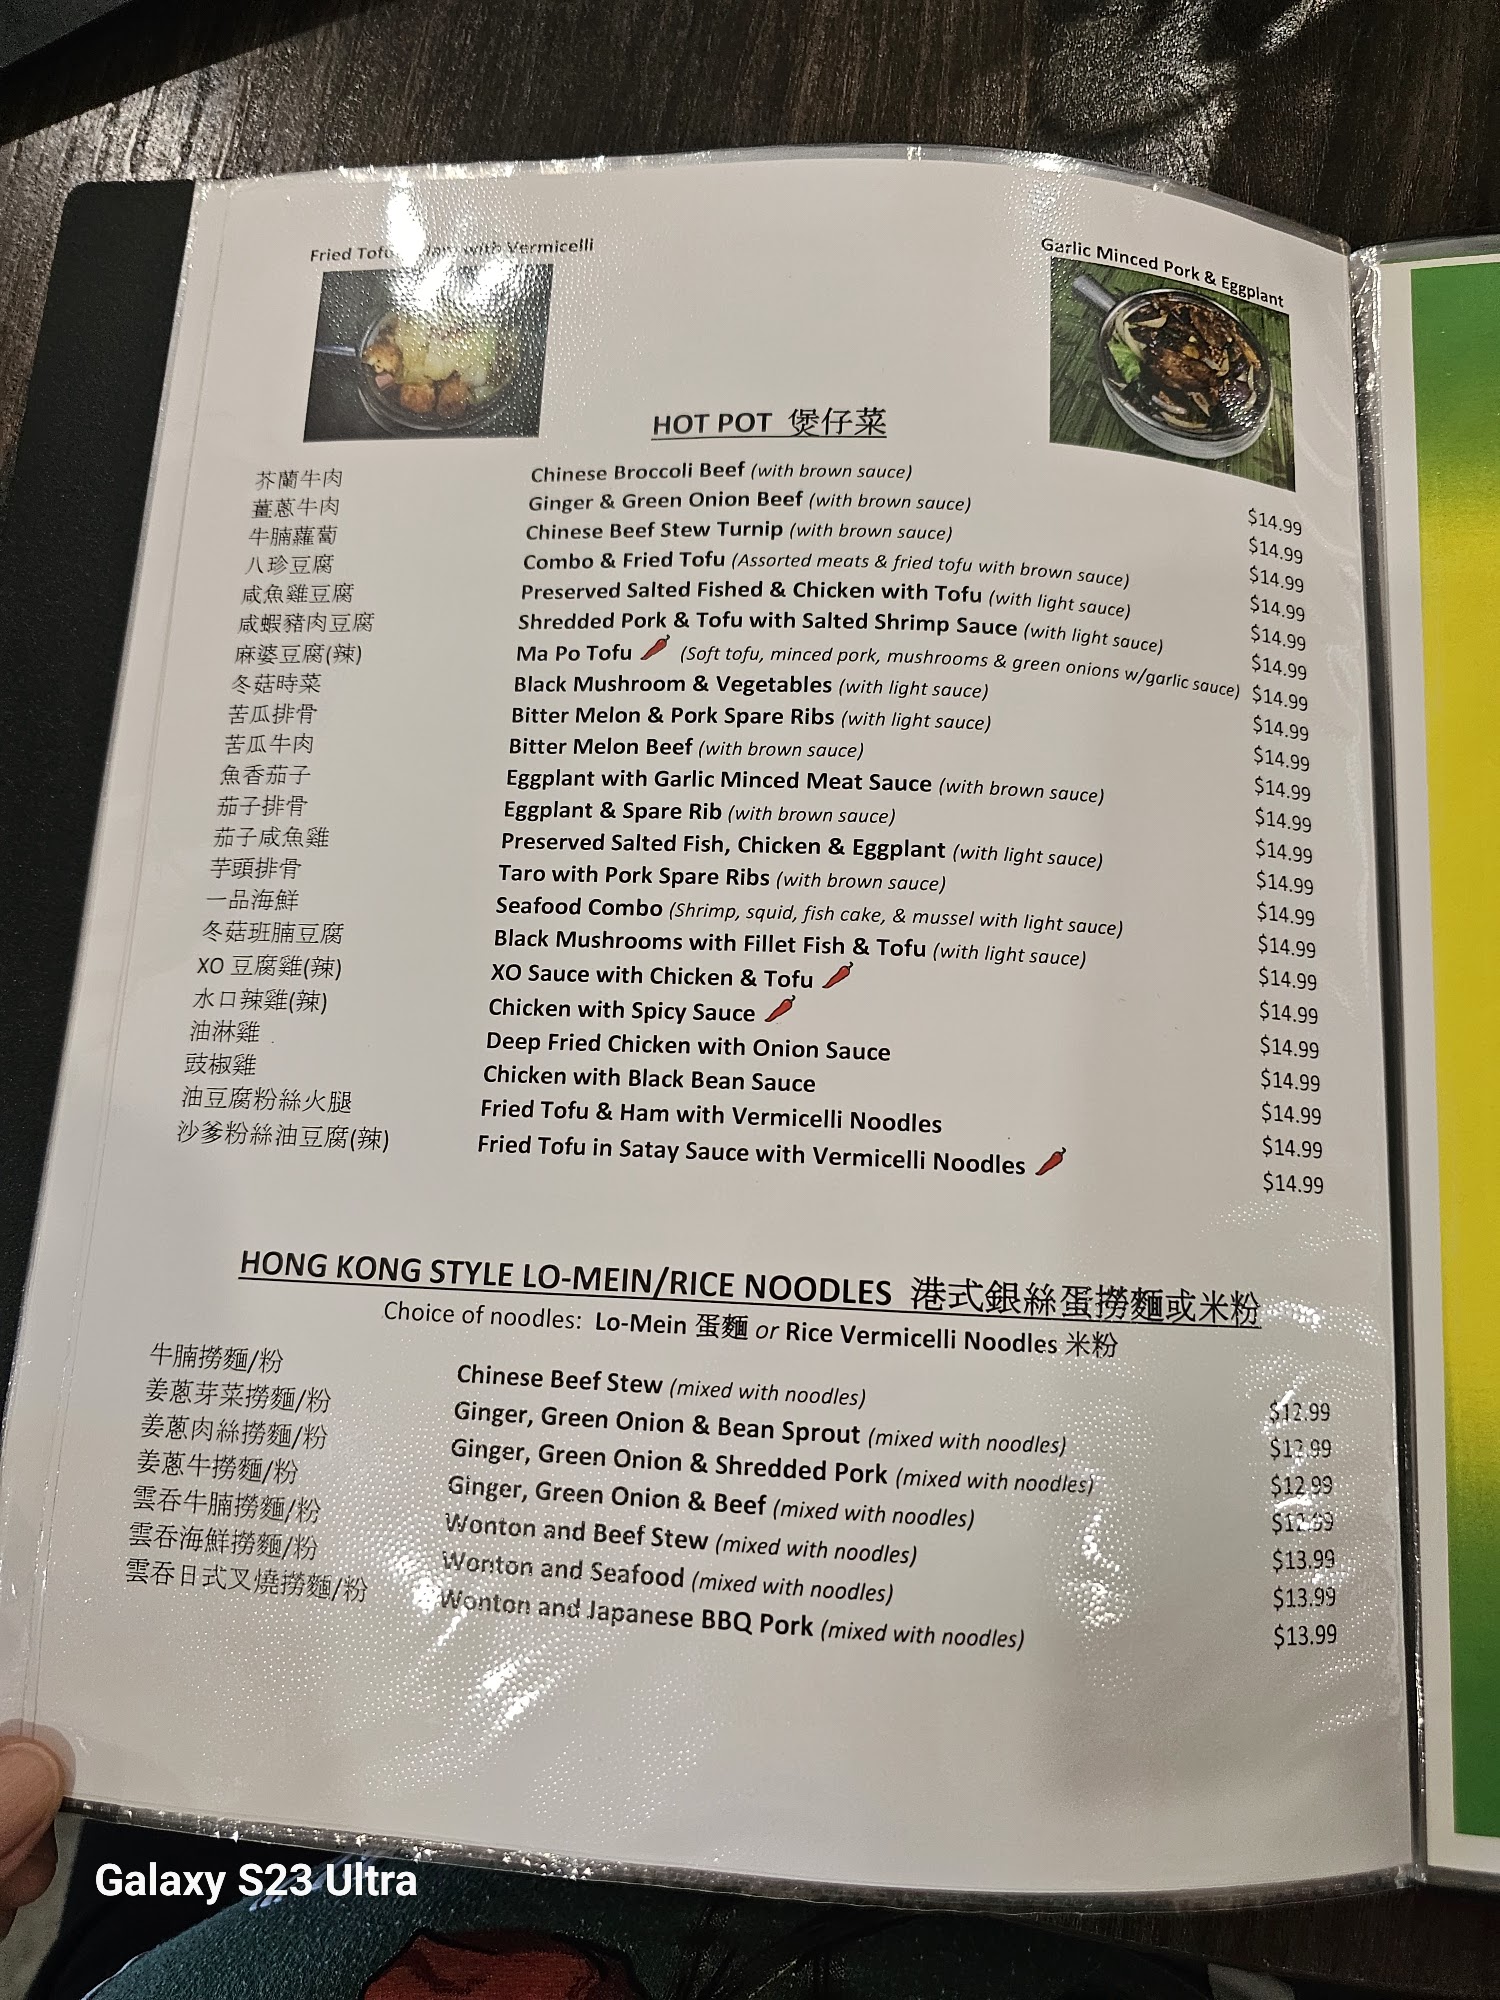 Fried Tofu with Vermicelli
Garlic Minced Pork & Eggplant
HOT POT 煲仔菜
芥蘭牛肉 Chinese Broccoli Beef (with brown sauce) $14.99
薑蔥牛肉 Ginger & Green Onion Beef (with brown sauce) $14.99
牛腩蘿蔔 Chinese Beef Stew Turnip (with brown sauce) $14.99
八珍豆腐 Combo & Fried Tofu (Assorted meats & fried tofu with brown sauce) $14.99
咸魚雞豆腐 Preserved Salted Fished & Chicken with Tofu (with light sauce) $14.99
咸蝦豬肉豆腐 Shredded Pork & Tofu with Salted Shrimp Sauce (with light sauce) $14.99
麻婆豆腐(辣) Ma Po Tofu (Soft tofu, minced pork, mushrooms & green onions w/garlic sauce) $14.99
冬菇時菜 Black Mushroom & Vegetables (with light sauce) $14.99
苦瓜排骨 Bitter Melon & Pork Spare Ribs (with light sauce) $14.99
苦瓜牛肉 Bitter Melon Beef (with brown sauce) $14.99
魚香茄子 Eggplant with Garlic Minced Meat Sauce (with brown sauce) $14.99
茄子排骨 Eggplant & Spare Rib (with brown sauce) $14.99
茄子咸魚雞 Preserved Salted Fish, Chicken & Eggplant (with light sauce) $14.99
芋頭排骨 Taro with Pork Spare Ribs (with brown sauce) $14.99
一品海鮮 Seafood Combo (Shrimp, squid, fish cake, & mussel with light sauce) $14.99
冬菇班腩豆腐 Black Mushrooms with Fillet Fish & Tofu (with light sauce) $14.99
XO 豆腐雞(辣) XO Sauce with Chicken & Tofu $14.99
水口辣雞(辣) Chicken with Spicy Sauce $14.99
油淋雞 Deep Fried Chicken with Onion Sauce $14.99
豉椒雞 Chicken with Black Bean Sauce $14.99
油豆腐粉絲火腿 Fried Tofu & Ham with Vermicelli Noodles $14.99
沙爹粉絲油豆腐(辣) Fried Tofu in Satay Sauce with Vermicelli Noodles $14.99
HONG KONG STYLE LO-MEIN/RICE NOODLES 港式銀絲蛋撈麵或米粉
Choice of noodles: Lo-Mein 蛋麵 or Rice Vermicelli Noodles 米粉
牛腩撈麵/粉 Chinese Beef Stew (mixed with noodles) $12.99
姜蔥芽菜撈麵/粉 Ginger, Green Onion & Bean Sprout (mixed with noodles) $12.99
姜蔥肉絲撈麵/粉 Ginger, Green Onion & Shredded Pork (mixed with noodles) $12.99
姜蔥牛撈麵/粉 Ginger, Green Onion & Beef (mixed with noodles) $12.99
雲吞牛腩撈麵/粉 Wonton and Beef Stew (mixed with noodles) $13.99
雲吞海鮮撈麵/粉 Wonton and Seafood (mixed with noodles) $13.99
雲吞日式叉燒撈麵/粉 Wonton and Japanese BBQ Pork (mixed with noodles) $13.99
Galaxy S23 Ultra